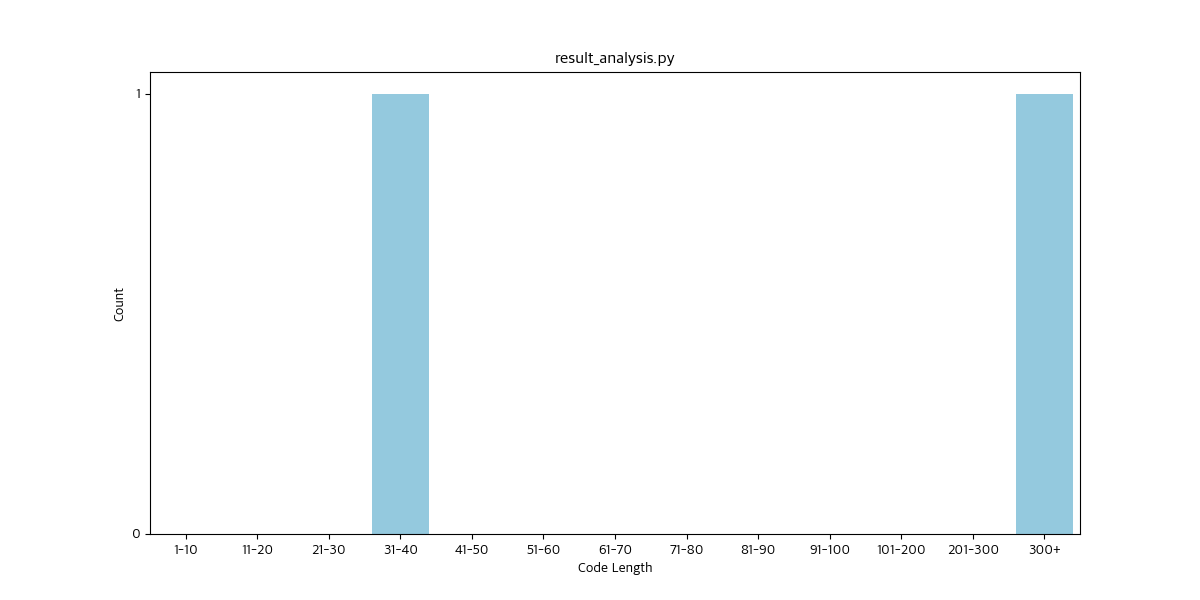 result_analysis.py
1
Count
0
1-10 11-20 21-30 31-40 41-50 51-60 61-70 71-80 81-90 91-100 101-200 201-300 300+
Code Length